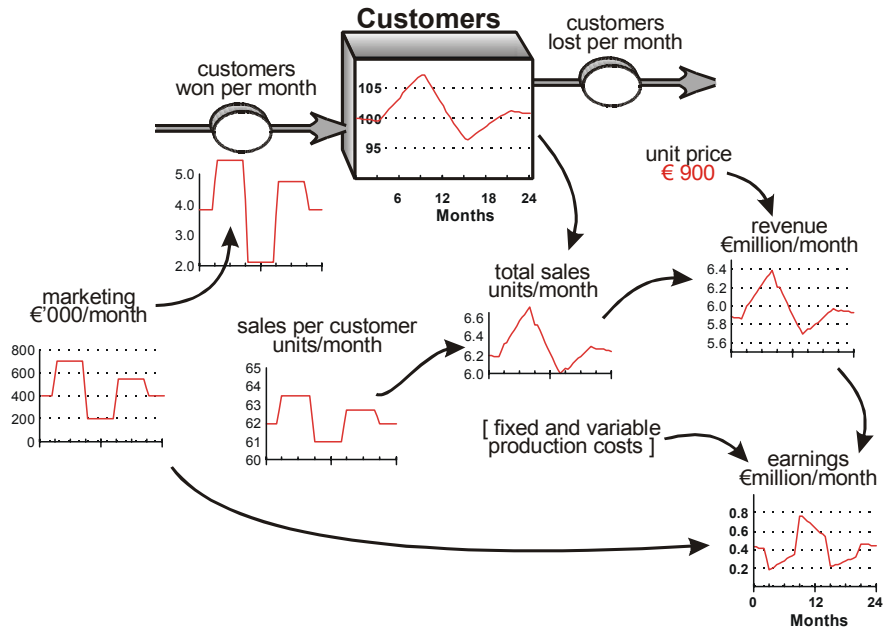 Customers
customers
won per month
customers
lost per month
105
100
95
6 12 18 24
Months
5.0
4.0
3.0
2.0
unit price
€ 900
revenue
€million/month
6.4
6.2
6.0
5.8
5.6
marketing
€'000/month
800
600
400
200
0
sales per customer
units/month
65
64
63
62
61
60
total sales
units/month
6.6
6.4
6.2
6.0
[ fixed and variable
production costs ]
earnings
€million/month
0.8
0.6
0.4
0.2
0 12 24
Months